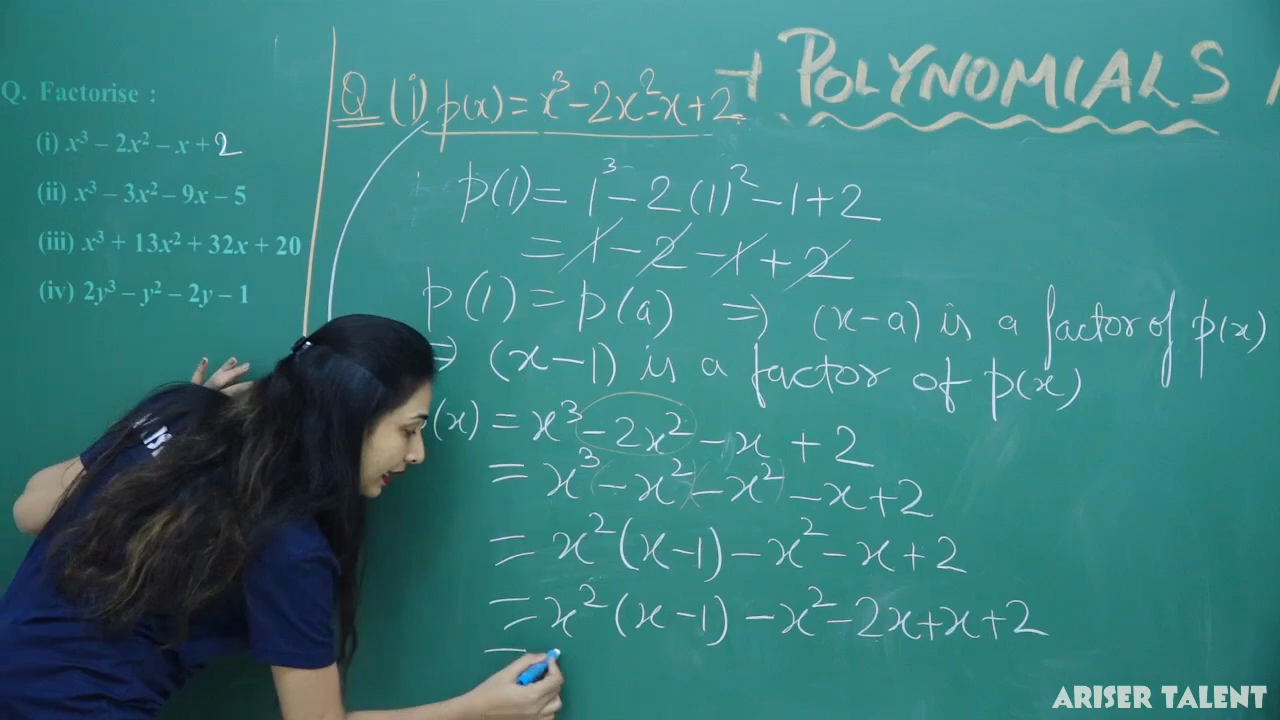 Q. Factorise :
(i) x³ – 2x² – x + 2
(ii) x³ – 3x² – 9x – 5
(iii) x³ + 13x² + 32x + 20
(iv) 2y³ – y² – 2y – 1
POLYNOMIALS
Q (i) p(x) = x³ - 2x² - x + 2
p(1) = 1³ - 2(1)² - 1 + 2
= 1 - 2 - 1 + 2
p(1) = p(a) ⇒ (x-a) is a factor of p(x)
⇒ (x-1) is a factor of p(x)
(x) = x³ - 2x² - x + 2
= x³ - x² - x² - x + 2
= x²(x-1) - x² - x + 2
= x²(x-1) - x² - 2x + x + 2
=
ARISER TALENT